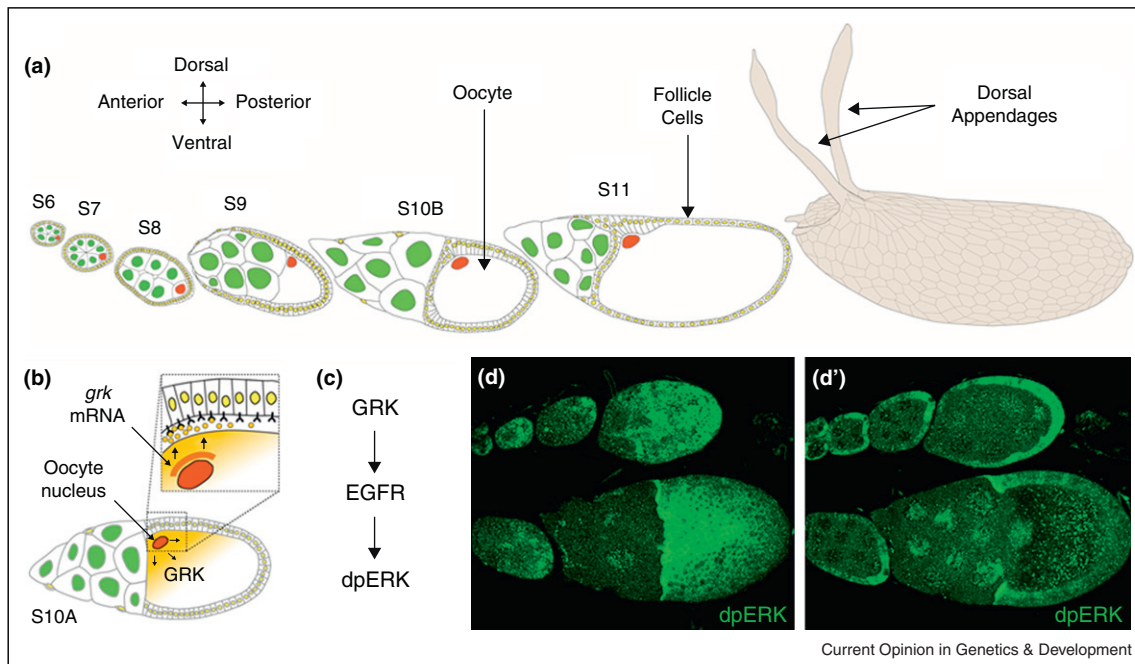 (a)
Dorsal
Anterior
Posterior
Ventral
Oocyte
Follicle
Cells
Dorsal
Appendages
S6
S7
S8
S9
S10B
S11
(b)
grk
mRNA
Oocyte
nucleus
GRK
S10A
(c)
GRK
EGFR
dpERK
(d)
dpERK
(d’)
dpERK
Current Opinion in Genetics & Development